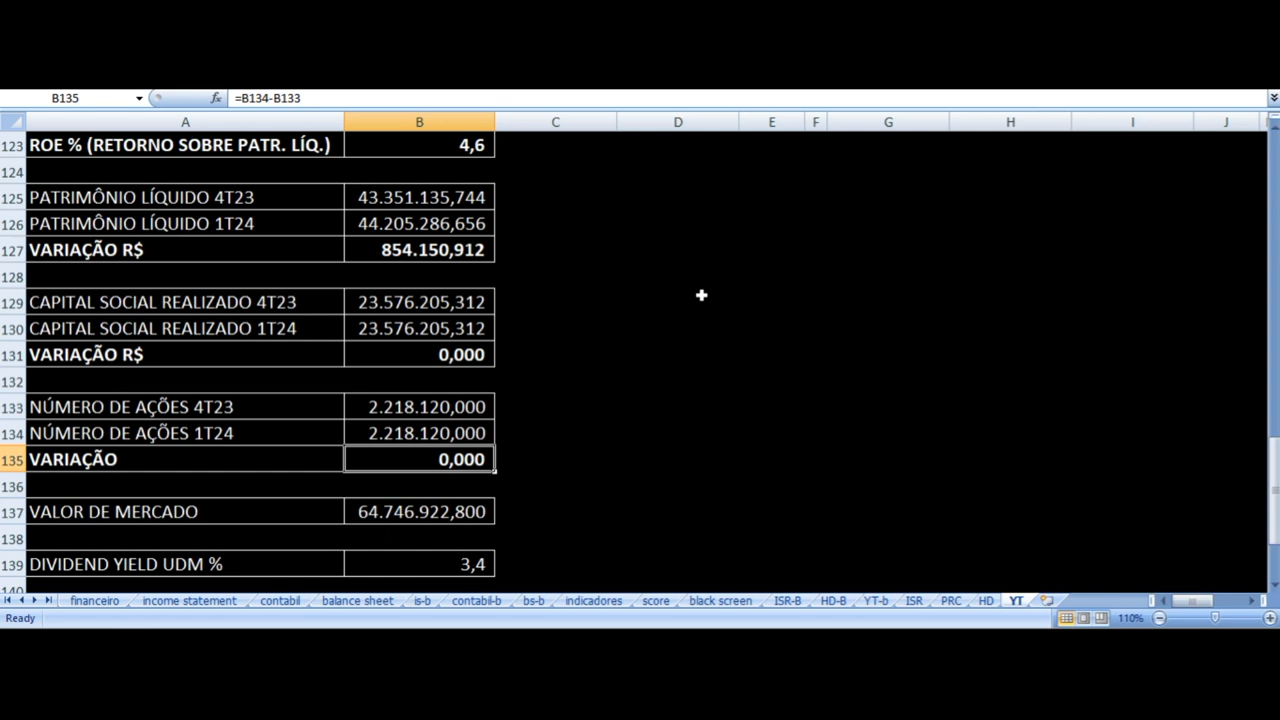 B135 fx =B134-B133
A B C D E F G H I J
123 ROE % (RETORNO SOBRE PATR. LÍQ.) 4,6
124
125 PATRIMÔNIO LÍQUIDO 4T23 43.351.135,744
126 PATRIMÔNIO LÍQUIDO 1T24 44.205.286,656
127 VARIAÇÃO R$ 854.150,912
128
129 CAPITAL SOCIAL REALIZADO 4T23 23.576.205,312
130 CAPITAL SOCIAL REALIZADO 1T24 23.576.205,312
131 VARIAÇÃO R$ 0,000
132
133 NÚMERO DE AÇÕES 4T23 2.218.120,000
134 NÚMERO DE AÇÕES 1T24 2.218.120,000
135 VARIAÇÃO 0,000
136
137 VALOR DE MERCADO 64.746.922,800
138
139 DIVIDEND YIELD UDM % 3,4
140
financeiro income statement contabil balance sheet is-b contabil-b bs-b indicadores score black screen ISR-B HD-B YT-b ISR PRC HD YT
Ready 110%